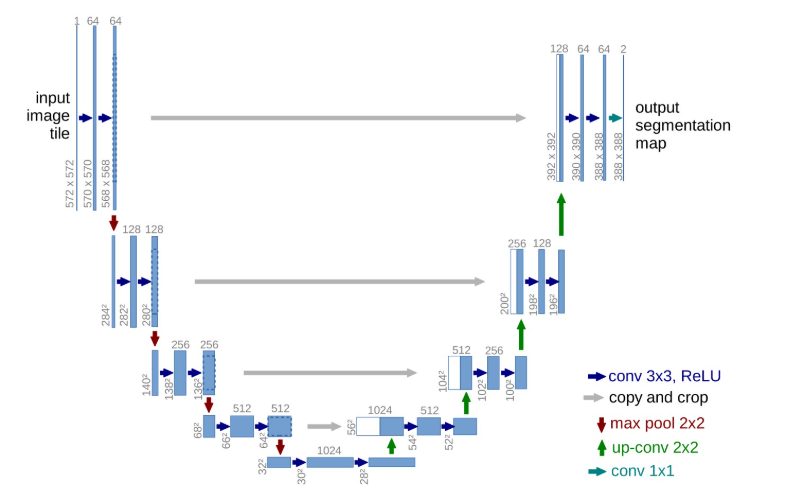 1 64 64
input
image
tile
572 x 572
570 x 570
568 x 568
128 64 64 2
output
segmentation
map
392 x 392
390 x 390
388 x 388
388 x 388
128 128
284²
282²
280²
256 128
200²
198²
196²
256 256
140²
138²
136²
512 256
104²
102²
100²
512 512
68²
66²
64²
1024 512
56²
54²
52²
1024
32²
30²
28²
conv 3x3, ReLU
copy and crop
max pool 2x2
up-conv 2x2
conv 1x1